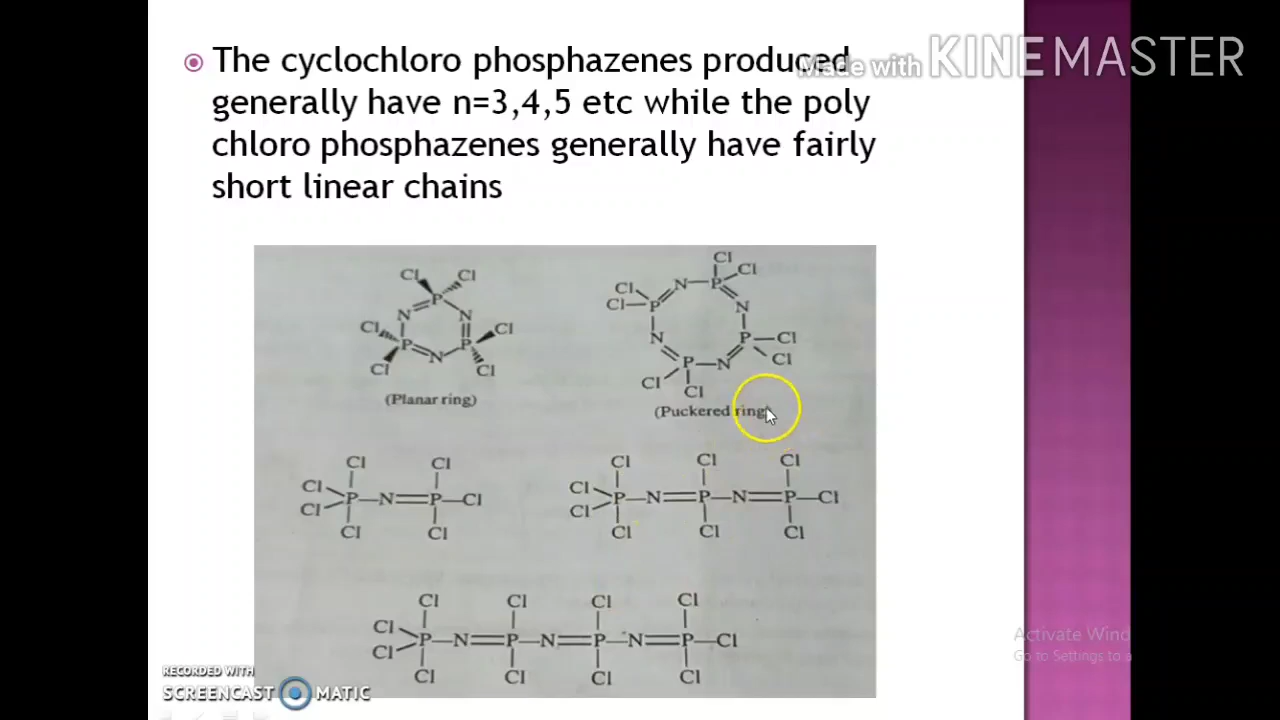 The cyclochloro phosphazenes produced
generally have n=3,4,5 etc while the poly
chloro phosphazenes generally have fairly
short linear chains
Made with KINEMASTER
Cl Cl
P
N N
Cl P P Cl
Cl N Cl
(Planar ring)
Cl
Cl N P Cl
Cl P N
N P Cl
P N Cl
Cl Cl
(Puckered ring)
Cl Cl
Cl P N P Cl
Cl
Cl Cl
Cl Cl Cl
Cl P N P N P Cl
Cl
Cl Cl Cl
Cl Cl Cl Cl
Cl P N P N P N P Cl
Cl
Cl Cl Cl Cl
Activate Wind
Go to Settings to a
RECORDED WITH
SCREENCAST MATIC